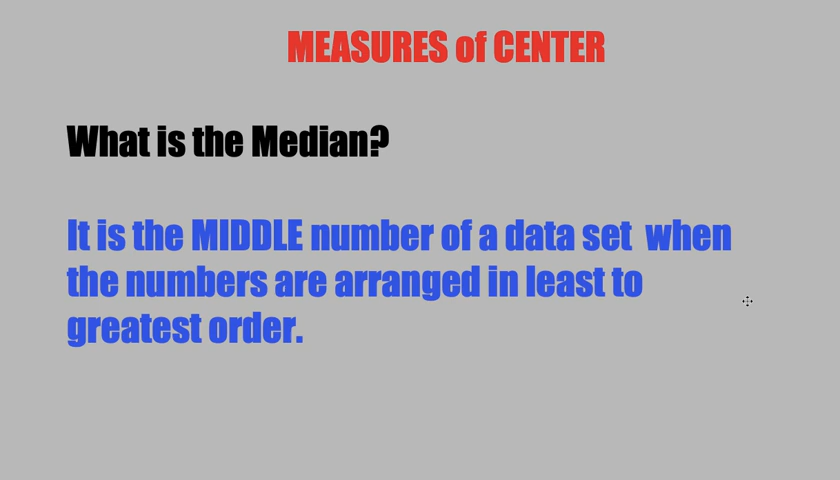 MEASURES of CENTER
What is the Median?
It is the MIDDLE number of a data set when
the numbers are arranged in least to
greatest order.